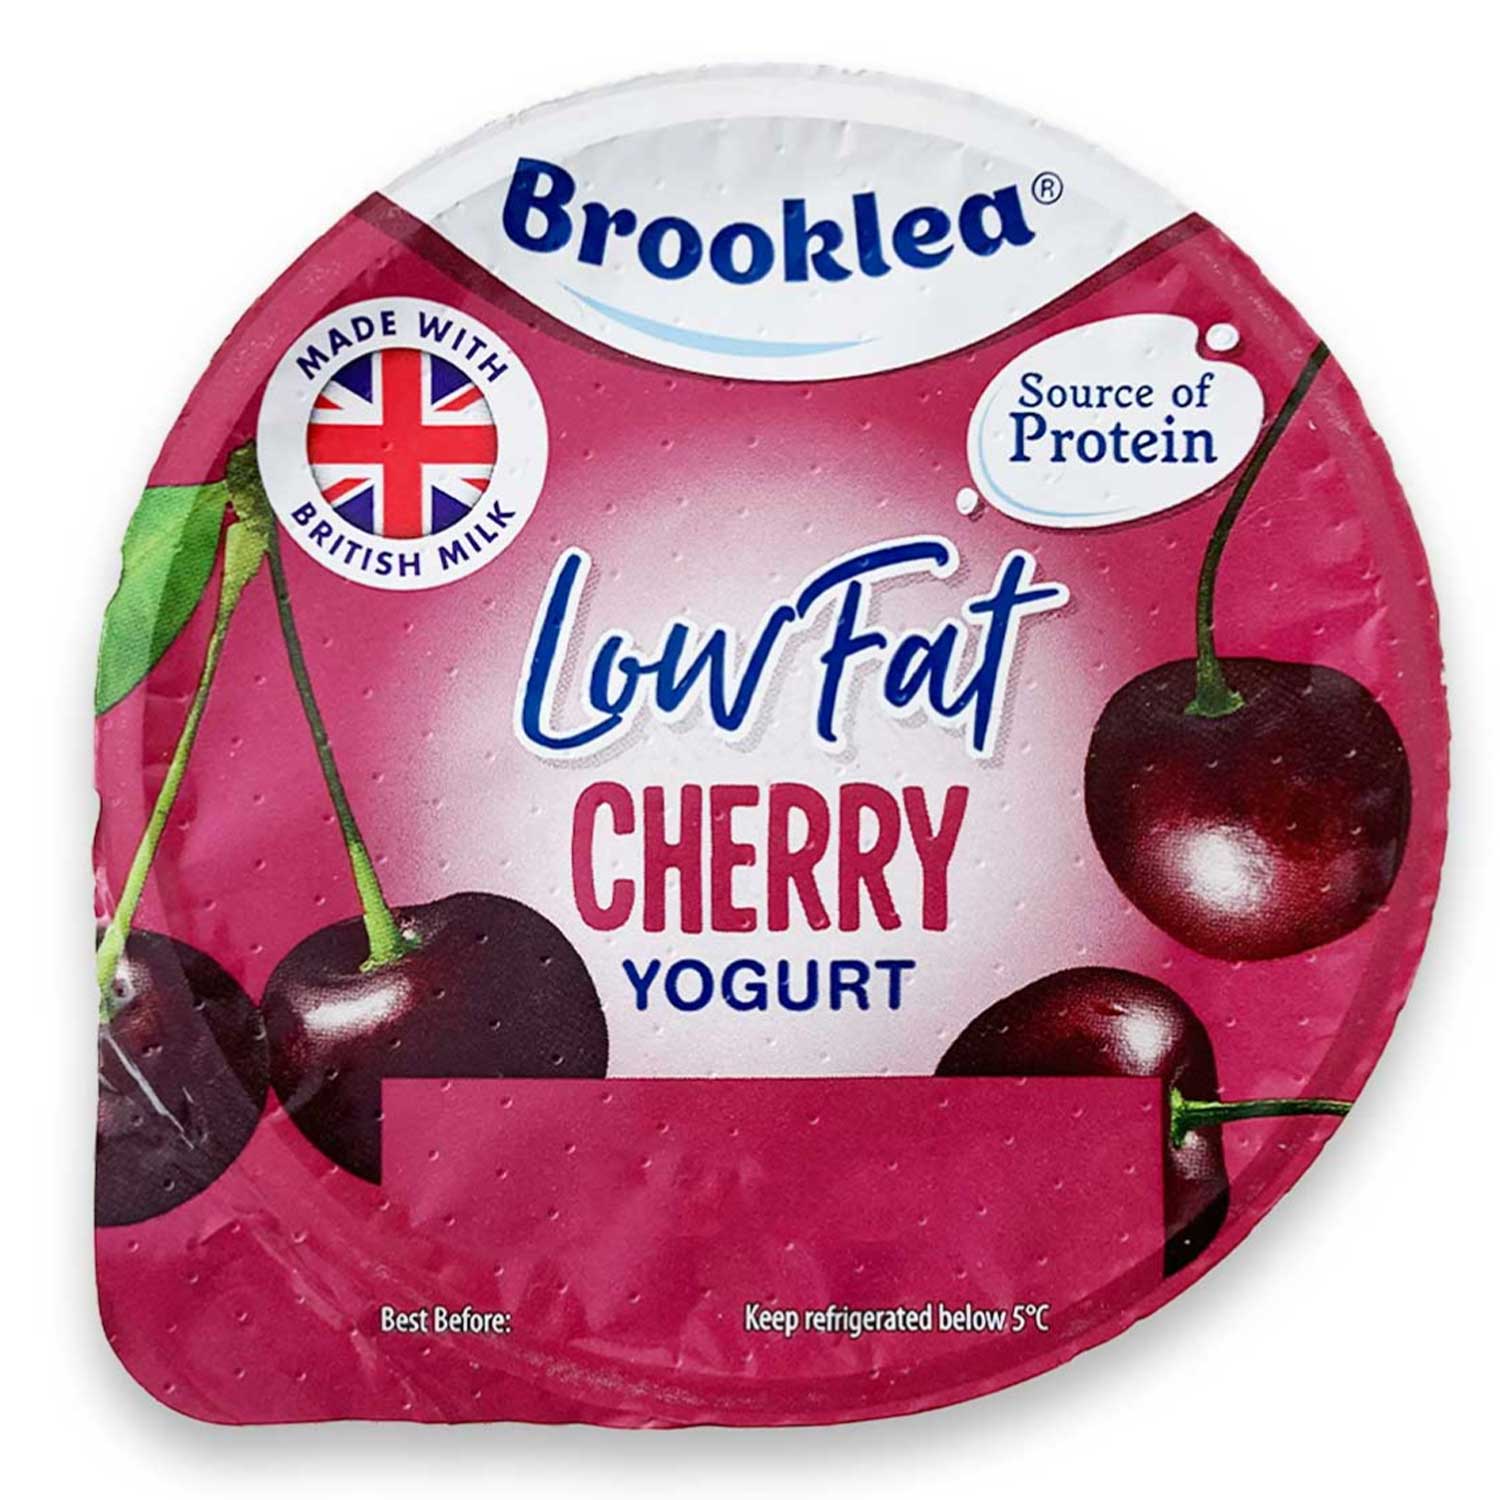 Brooklea®
MADE WITH
BRITISH MILK
Source of
Protein
Low Fat
CHERRY
YOGURT
Best Before:
Keep refrigerated below 5°C